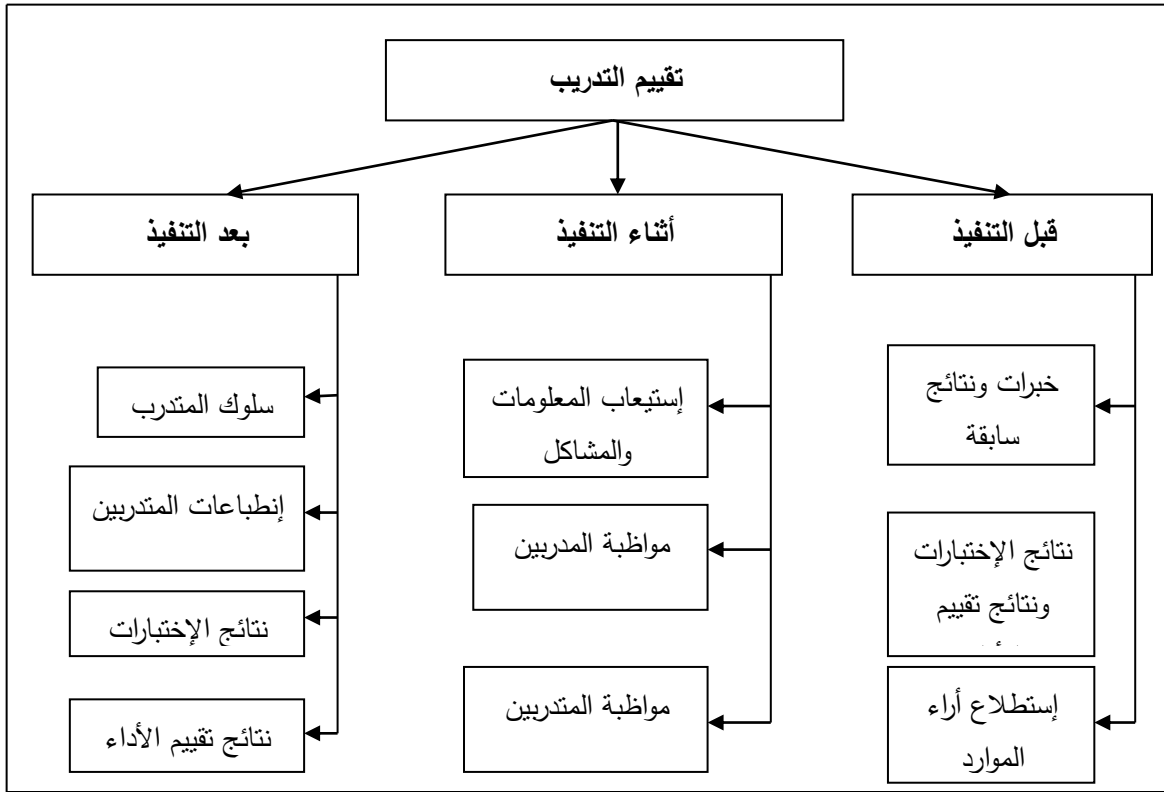 تقييم التدريب
قبل التنفيذ
أثناء التنفيذ
بعد التنفيذ
خبرات ونتائج
سابقة
نتائج الإختبارات
ونتائج تقييم
إستطلاع أراء
الموارد
إستيعاب المعلومات
والمشاكل
مواظبة المدربين
مواظبة المتدربين
سلوك المتدرب
إنطباعات المتدربين
نتائج الإختبارات
نتائج تقييم الأداء